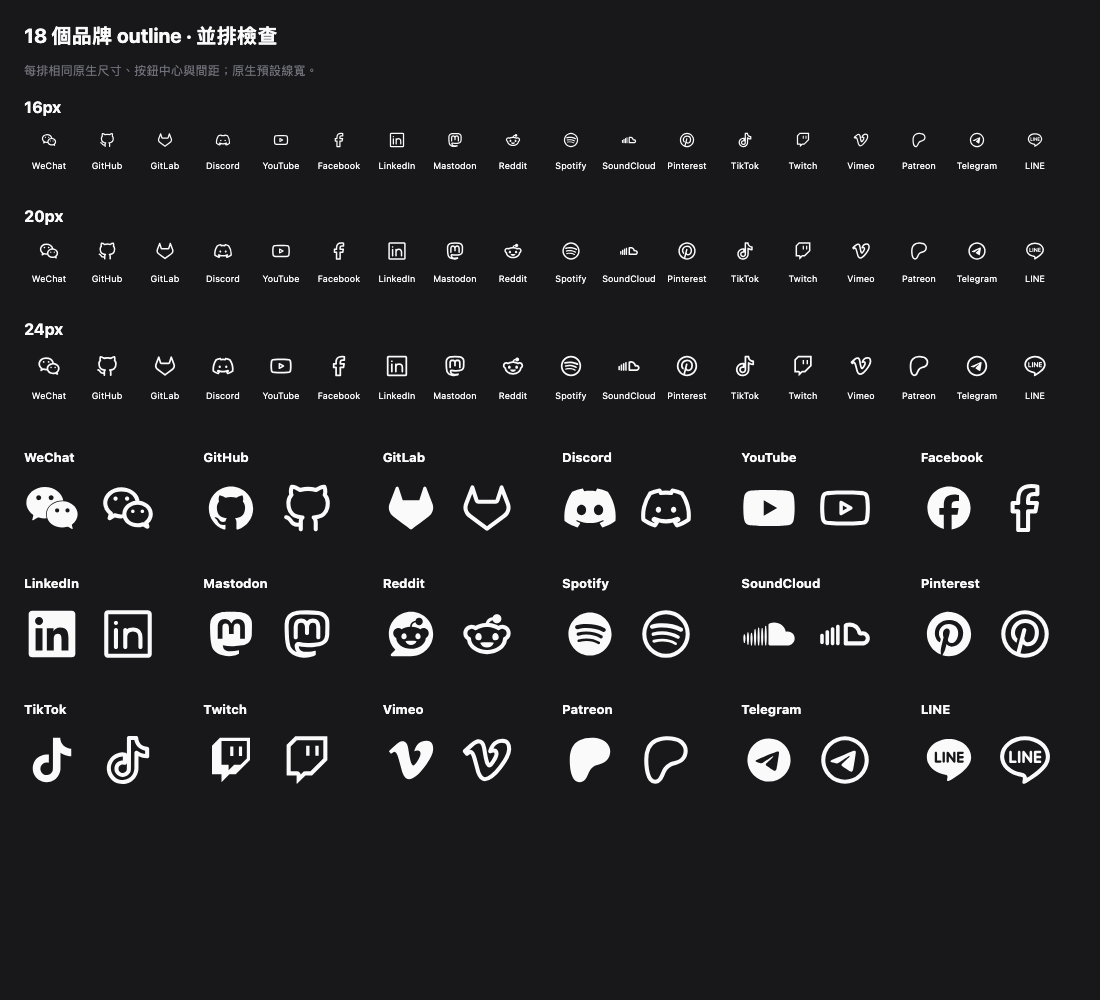 18 個品牌 outline · 並排檢查
每排相同原生尺寸、按鈕中心與間距；原生預設線寬。
16px
WeChat GitHub GitLab Discord YouTube Facebook LinkedIn Mastodon Reddit Spotify SoundCloud Pinterest TikTok Twitch Vimeo Patreon Telegram LINE
20px
WeChat GitHub GitLab Discord YouTube Facebook LinkedIn Mastodon Reddit Spotify SoundCloud Pinterest TikTok Twitch Vimeo Patreon Telegram LINE
24px
WeChat GitHub GitLab Discord YouTube Facebook LinkedIn Mastodon Reddit Spotify SoundCloud Pinterest TikTok Twitch Vimeo Patreon Telegram LINE
WeChat GitHub GitLab Discord YouTube Facebook
LinkedIn Mastodon Reddit Spotify SoundCloud Pinterest
in in
TikTok Twitch Vimeo Patreon Telegram LINE
LINE LINE